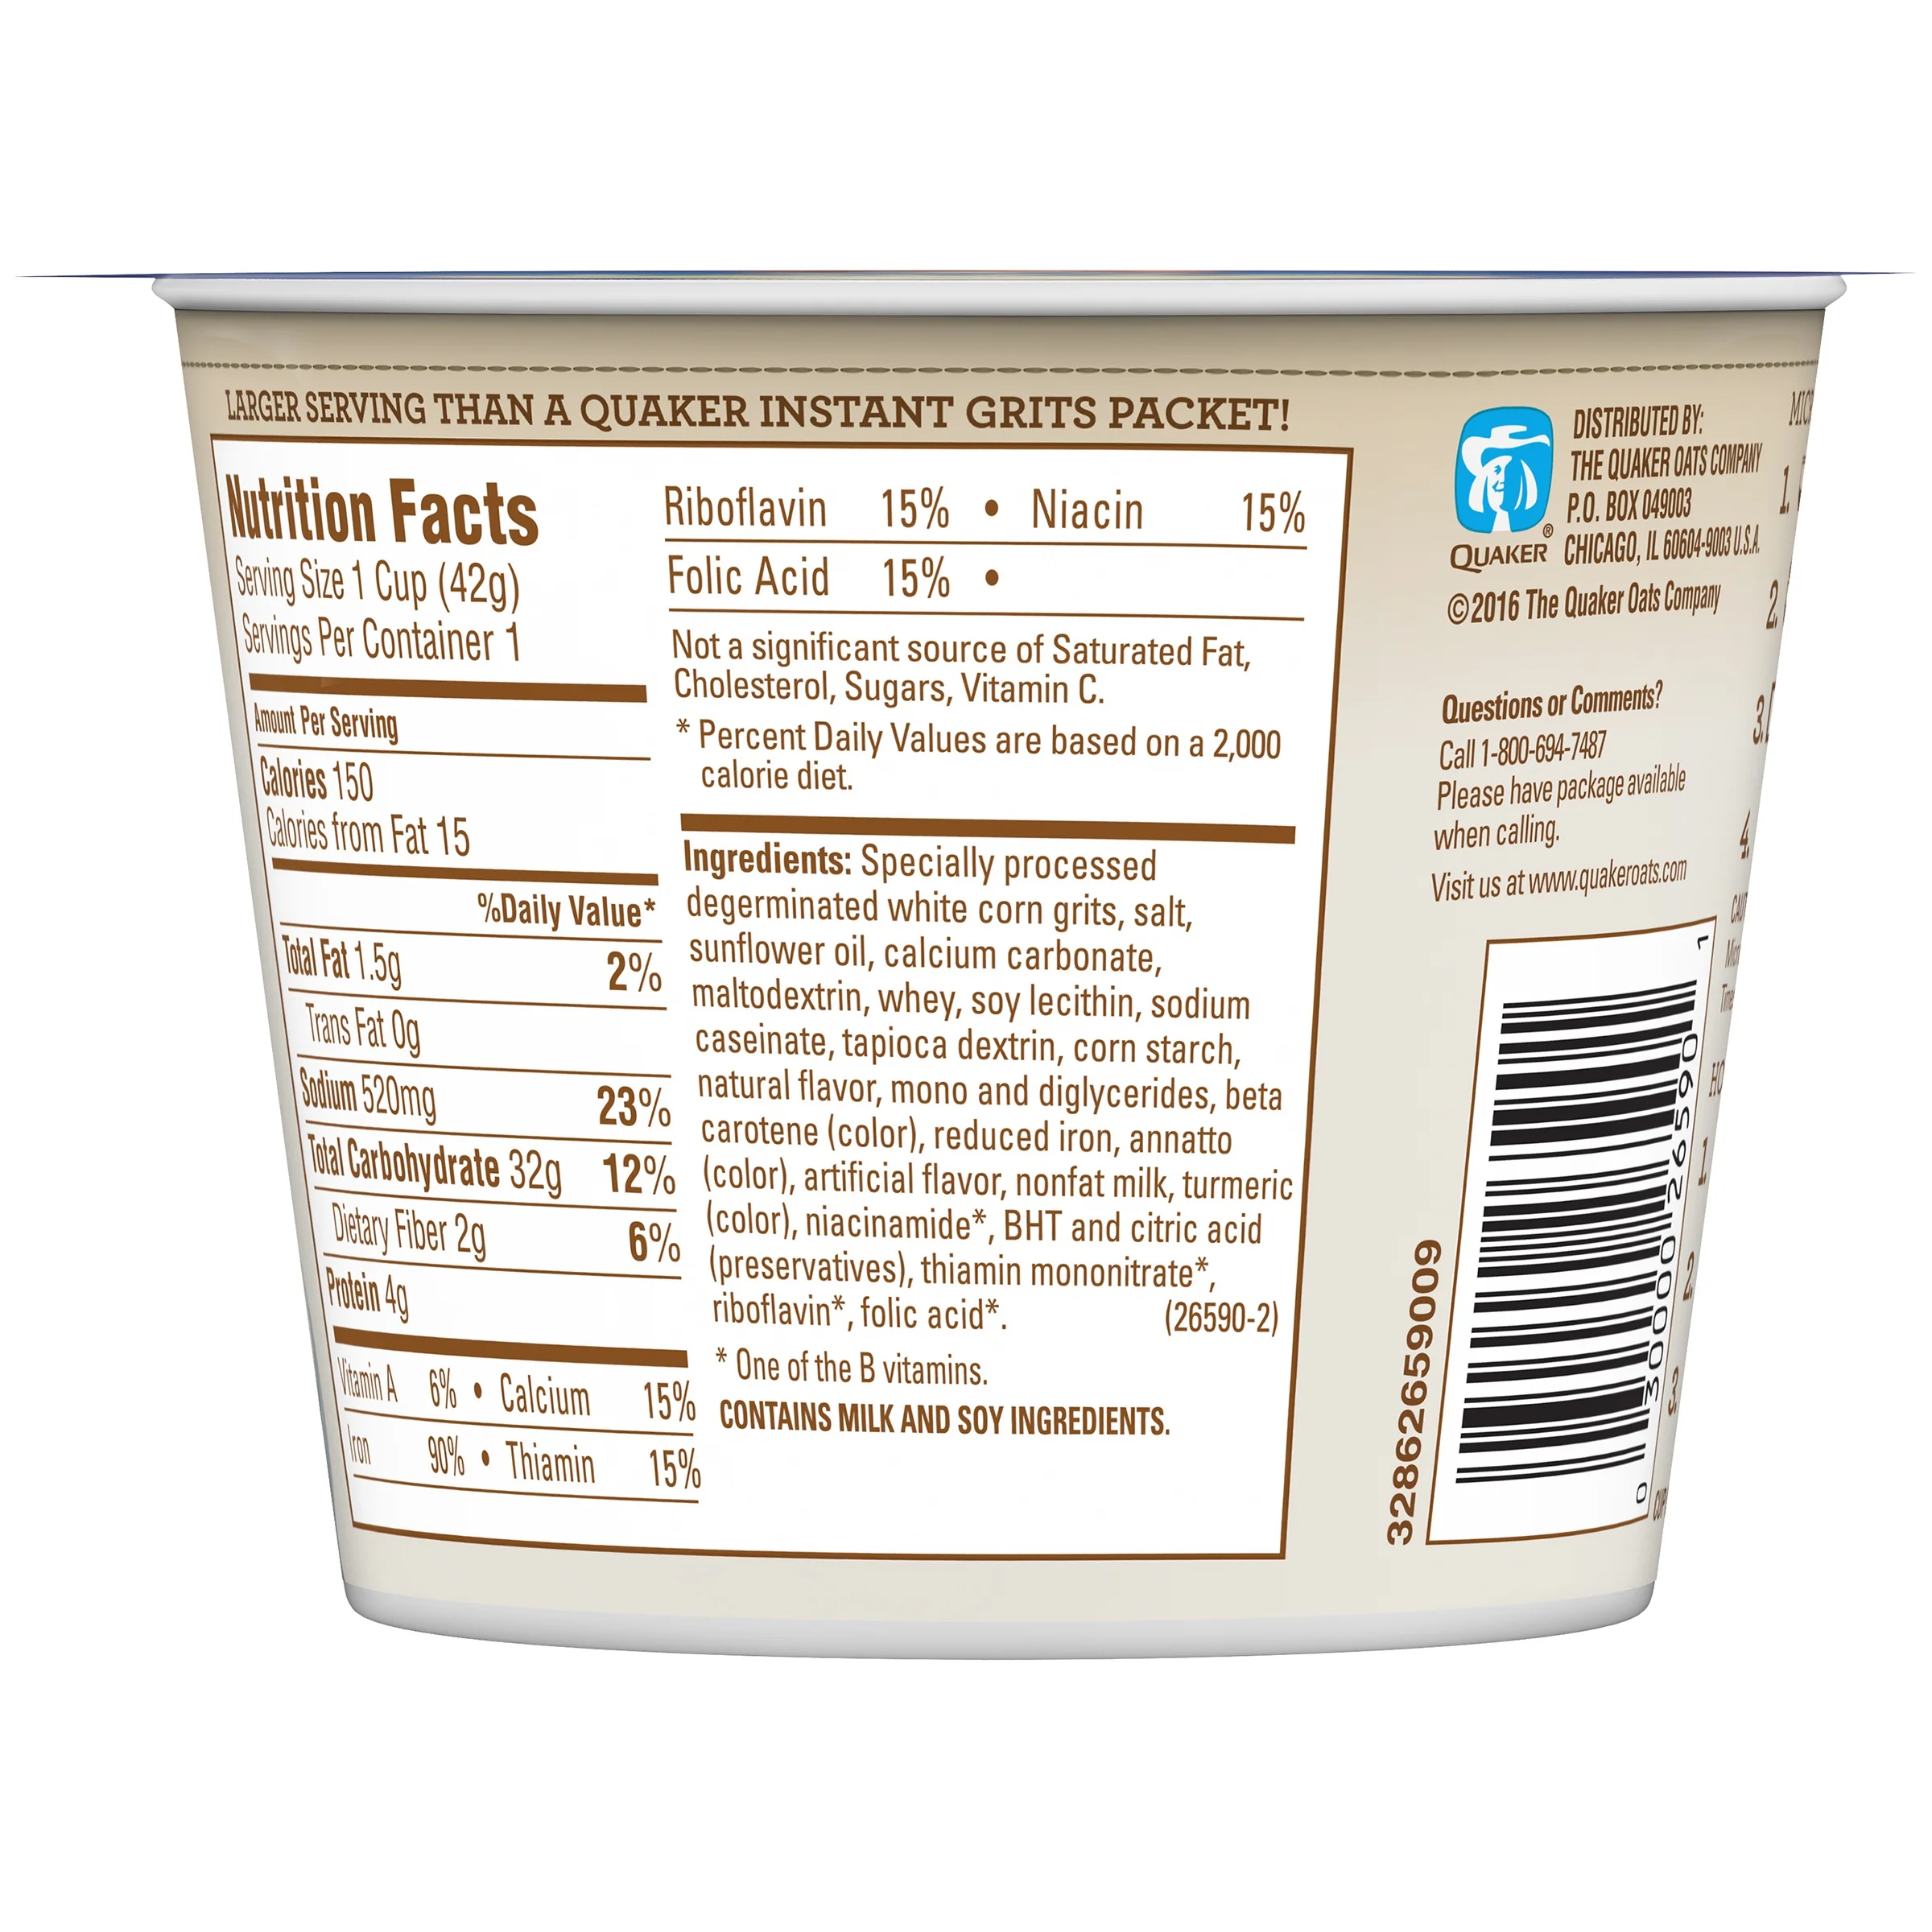 LARGER SERVING THAN A QUAKER INSTANT GRITS PACKET!
Nutrition Facts
Serving Size 1 Cup (42g)
Servings Per Container 1
Amount Per Serving
Calories 150
Calories from Fat 15
%Daily Value*
Total Fat 1.5g 2%
Trans Fat 0g
Sodium 520mg 23%
Total Carbohydrate 32g 12%
Dietary Fiber 2g 6%
Protein 4g
Vitamin A 6% • Calcium 15%
Iron 90% • Thiamin 15%
Riboflavin 15% • Niacin 15%
Folic Acid 15% •
Not a significant source of Saturated Fat,
Cholesterol, Sugars, Vitamin C.
* Percent Daily Values are based on a 2,000
calorie diet.
Ingredients: Specially processed
degerminated white corn grits, salt,
sunflower oil, calcium carbonate,
maltodextrin, whey, soy lecithin, sodium
caseinate, tapioca dextrin, corn starch,
natural flavor, mono and diglycerides, beta
carotene (color), reduced iron, annatto
(color), artificial flavor, nonfat milk, turmeric
(color), niacinamide*, BHT and citric acid
(preservatives), thiamin mononitrate*,
riboflavin*, folic acid*. (26590-2)
* One of the B vitamins.
CONTAINS MILK AND SOY INGREDIENTS.
QUAKER®
DISTRIBUTED BY:
THE QUAKER OATS COMPANY
P.O. BOX 049003
CHICAGO, IL 60604-9003 U.S.A.
©2016 The Quaker Oats Company
Questions or Comments?
Call 1-800-694-7487
Please have package available
when calling.
Visit us at www.quakeroats.com
32862659009
0 30000 26590 1
1.
2.
3.
4.
1.
2.
3.